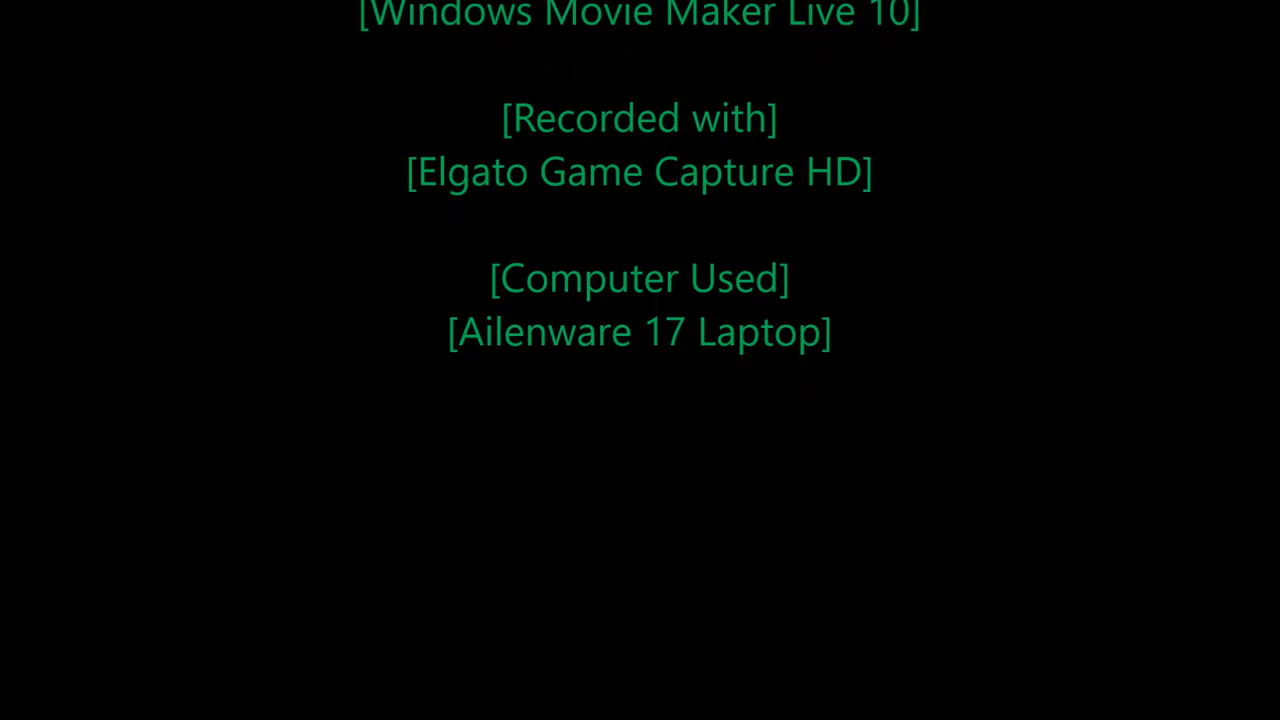 [Windows Movie Maker Live 10]
[Recorded with]
[Elgato Game Capture HD]
[Computer Used]
[Ailenware 17 Laptop]